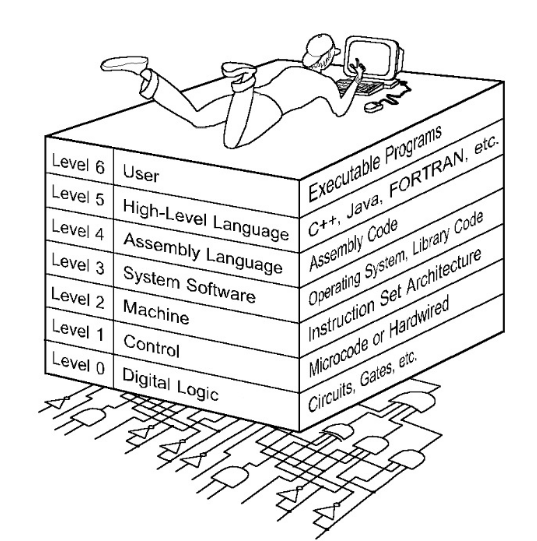 Level 6 User Executable Programs
Level 5 High-Level Language C++, Java, FORTRAN, etc.
Level 4 Assembly Language Assembly Code
Level 3 System Software Operating System, Library Code
Level 2 Machine Instruction Set Architecture
Level 1 Control Microcode or Hardwired
Level 0 Digital Logic Circuits, Gates, etc.